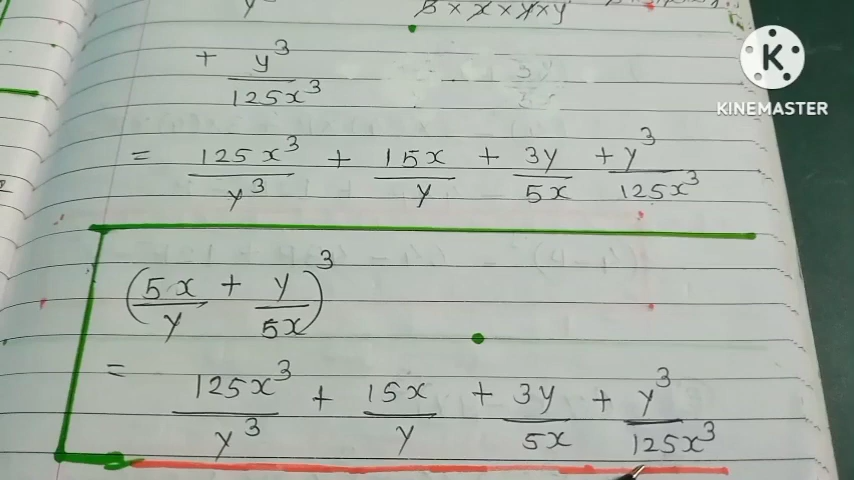 y 3 × x × y × y
+ y³/125x³
K
KINEMASTER
= 125x³/y³ + 15x/y + 3y/5x + y³/125x³
(5x/y + y/5x)³
= 125x³/y³ + 15x/y + 3y/5x + y³/125x³